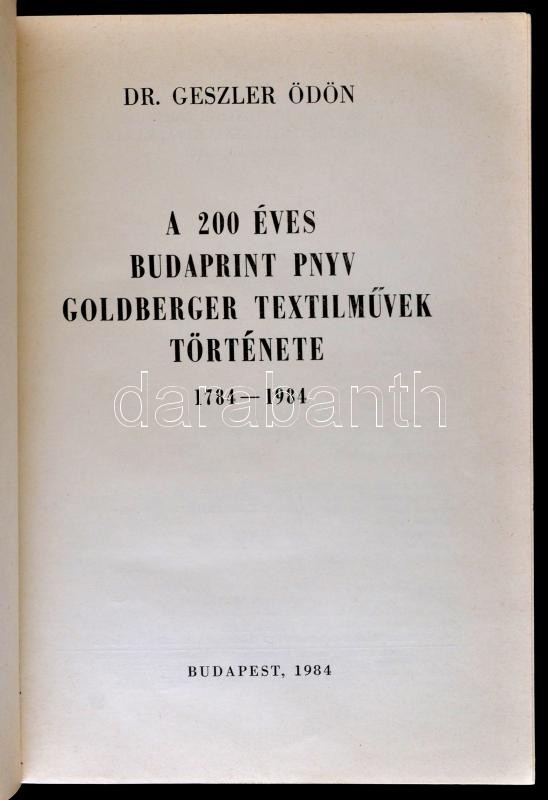 DR. GESZLER ÖDÖN
A 200 ÉVES
BUDAPRINT PNYV
GOLDBERGER TEXTILMŰVEK
TÖRTÉNETE
1784—1984
darabanth
BUDAPEST, 1984